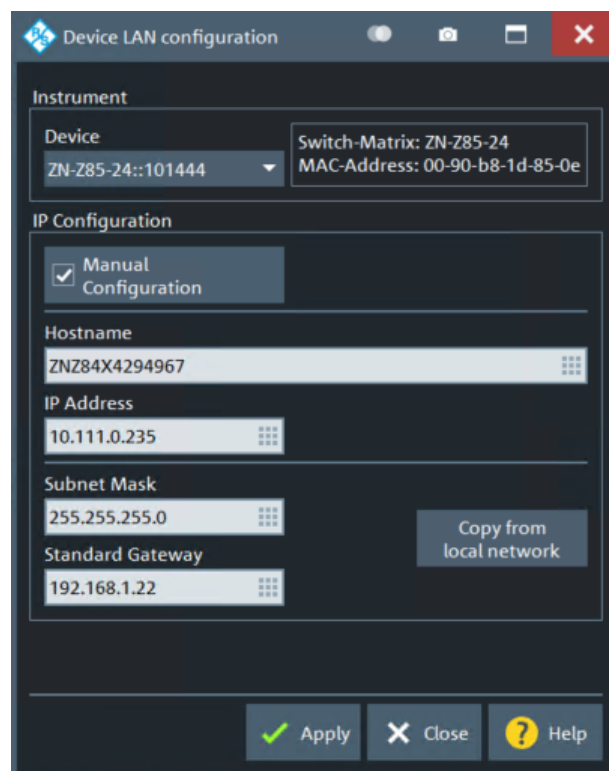 Device LAN configuration
Instrument
Device
ZN-Z85-24::101444
Switch-Matrix: ZN-Z85-24
MAC-Address: 00-90-b8-1d-85-0e
IP Configuration
Manual
Configuration
Hostname
ZNZ84X4294967
IP Address
10.111.0.235
Subnet Mask
255.255.255.0
Copy from
local network
Standard Gateway
192.168.1.22
Apply
Close
? Help